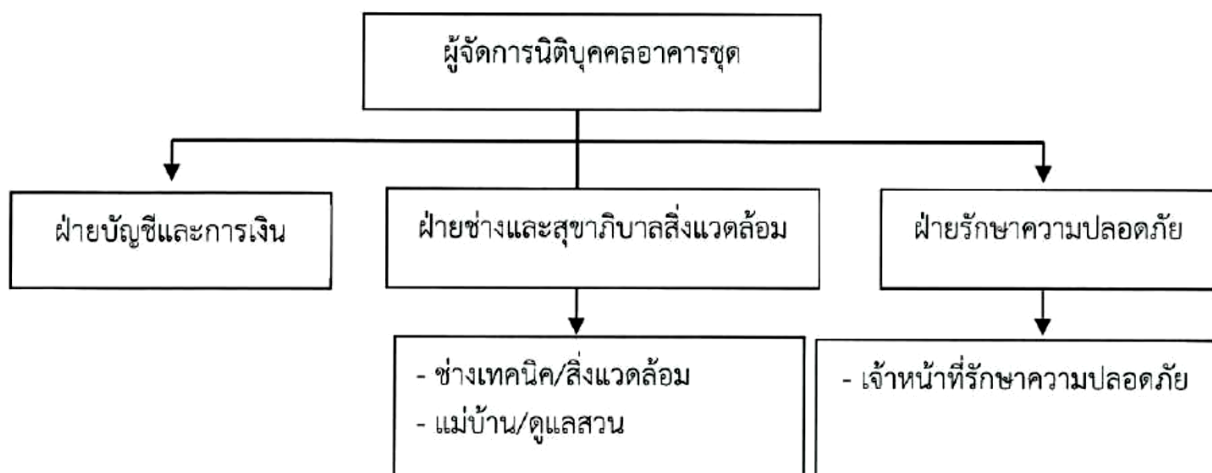 ผู้จัดการนิติบุคคลอาคารชุด
ฝ่ายบัญชีและการเงิน
ฝ่ายช่างและสุขาภิบาลสิ่งแวดล้อม
ฝ่ายรักษาความปลอดภัย
- ช่างเทคนิค/สิ่งแวดล้อม
- แม่บ้าน/ดูแลสวน
- เจ้าหน้าที่รักษาความปลอดภัย